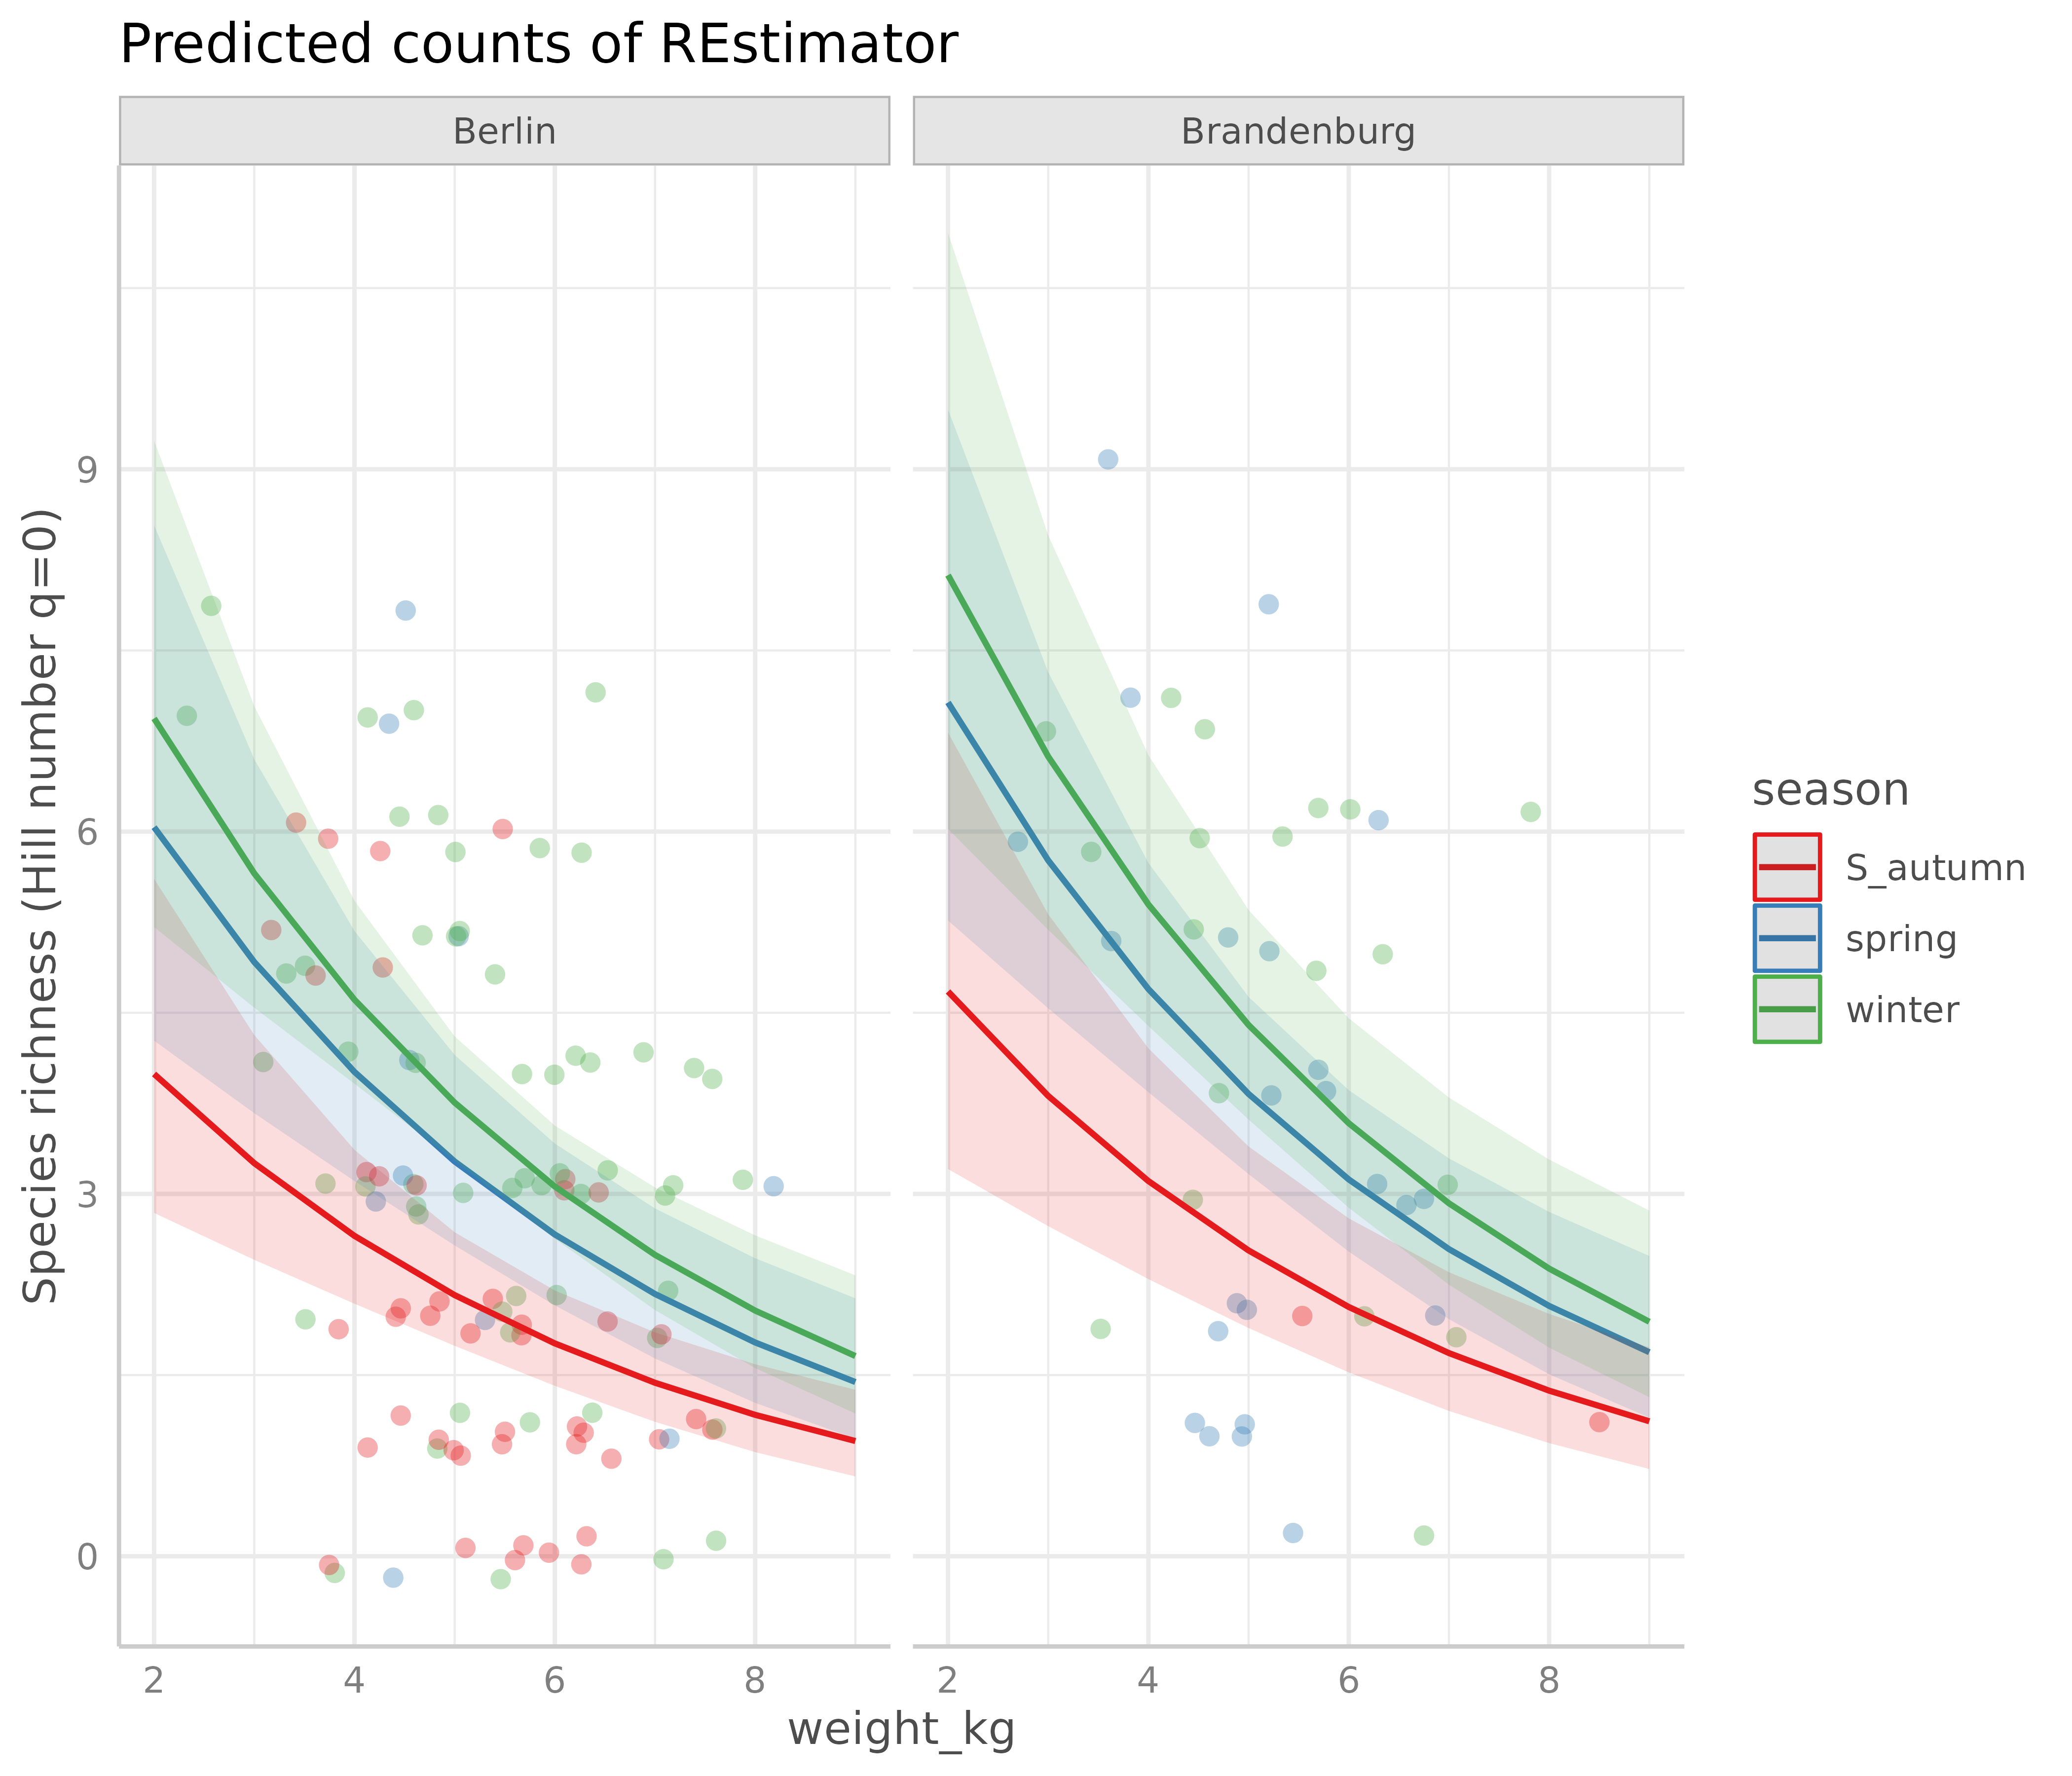 Predicted counts of REstimator
Berlin
Brandenburg
Species richness (Hill number q=0)
9
6
3
0
2
4
6
8
2
4
6
8
weight_kg
season
S_autumn
spring
winter